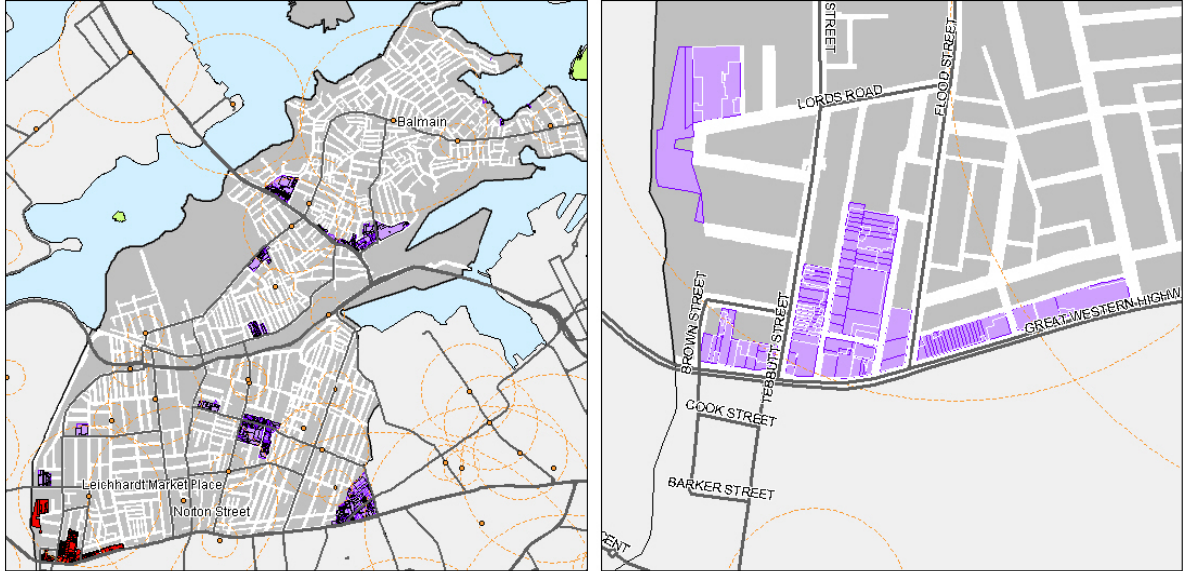 Balmain
Leichhardt Market Place
Norton Street
STREET
FLOOD STREET
LORDS ROAD
BROWN STREET
TEBBUTT STREET
GREAT WESTERN HIGHW
COOK STREET
BARKER STREET
CENT